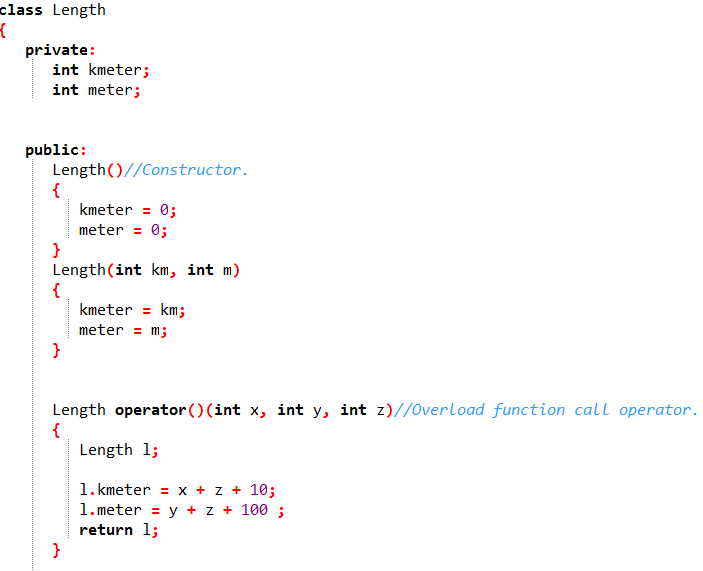 class Length
{
private:
int kmeter;
int meter;
public:
Length()//Constructor.
{
kmeter = 0;
meter = 0;
}
Length(int km, int m)
{
kmeter = km;
meter = m;
}
Length operator()(int x, int y, int z)//Overload function call operator.
{
Length l;
l.kmeter = x + z + 10;
l.meter = y + z + 100 ;
return l;
}